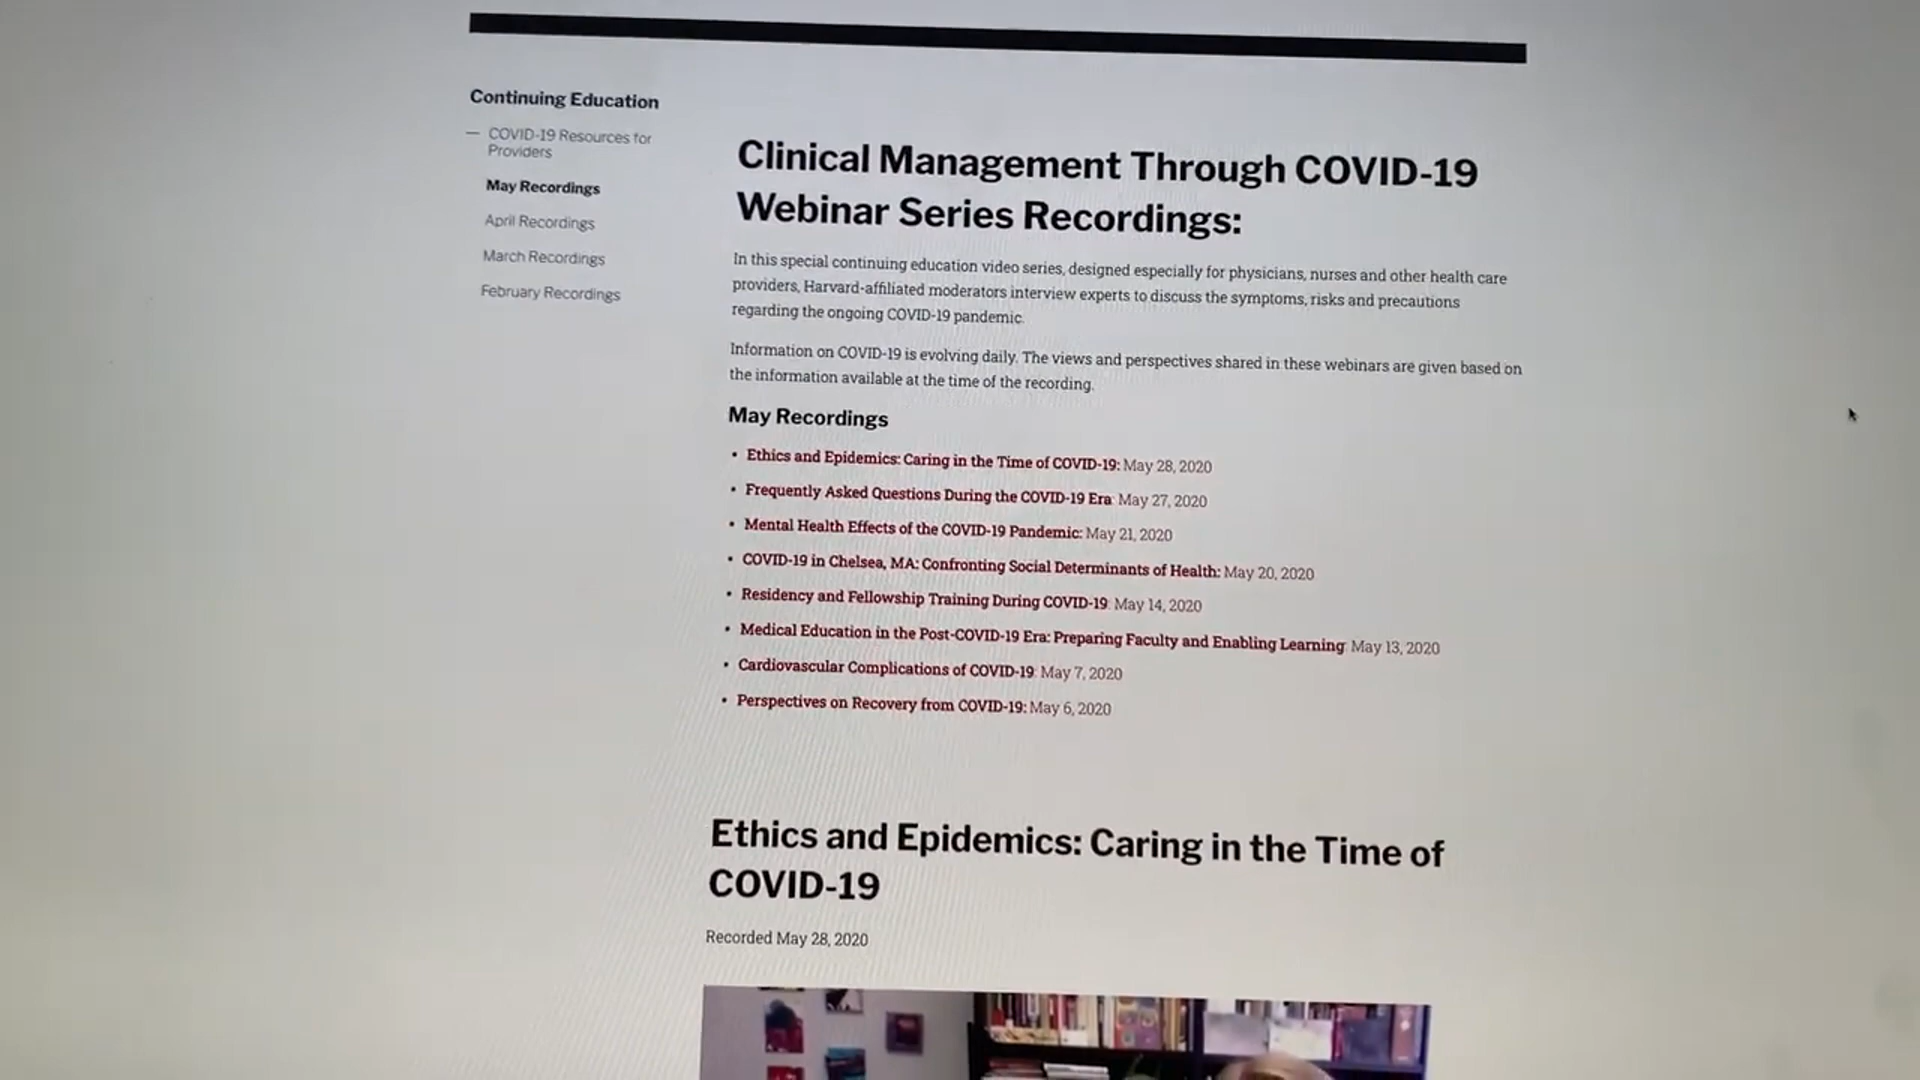 Continuing Education
— COVID-19 Resources for
Providers
May Recordings
April Recordings
March Recordings
February Recordings
Clinical Management Through COVID-19
Webinar Series Recordings:
In this special continuing education video series, designed especially for physicians, nurses and other health care
providers, Harvard-affiliated moderators interview experts to discuss the symptoms, risks and precautions
regarding the ongoing COVID-19 pandemic.
Information on COVID-19 is evolving daily. The views and perspectives shared in these webinars are given based on
the information available at the time of the recording.
May Recordings
• Ethics and Epidemics: Caring in the Time of COVID-19: May 28, 2020
• Frequently Asked Questions During the COVID-19 Era: May 27, 2020
• Mental Health Effects of the COVID-19 Pandemic: May 21, 2020
• COVID-19 in Chelsea, MA: Confronting Social Determinants of Health: May 20, 2020
• Residency and Fellowship Training During COVID-19: May 14, 2020
• Medical Education in the Post-COVID-19 Era: Preparing Faculty and Enabling Learning: May 13, 2020
• Cardiovascular Complications of COVID-19: May 7, 2020
• Perspectives on Recovery from COVID-19: May 6, 2020
Ethics and Epidemics: Caring in the Time of
COVID-19
Recorded May 28, 2020